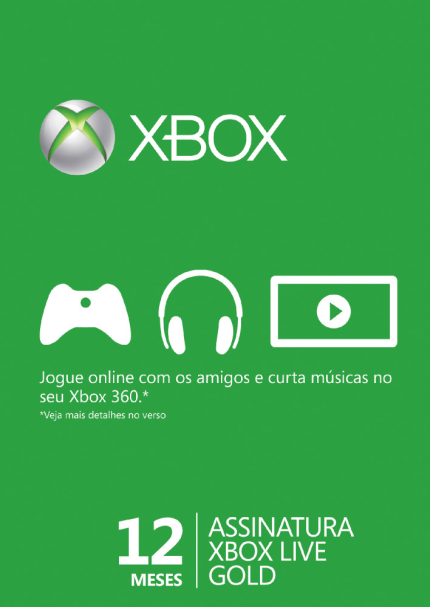 XBOX
Jogue online com os amigos e curta músicas no
seu Xbox 360.*
*Veja mais detalhes no verso
12
MESES
ASSINATURA
XBOX LIVE
GOLD